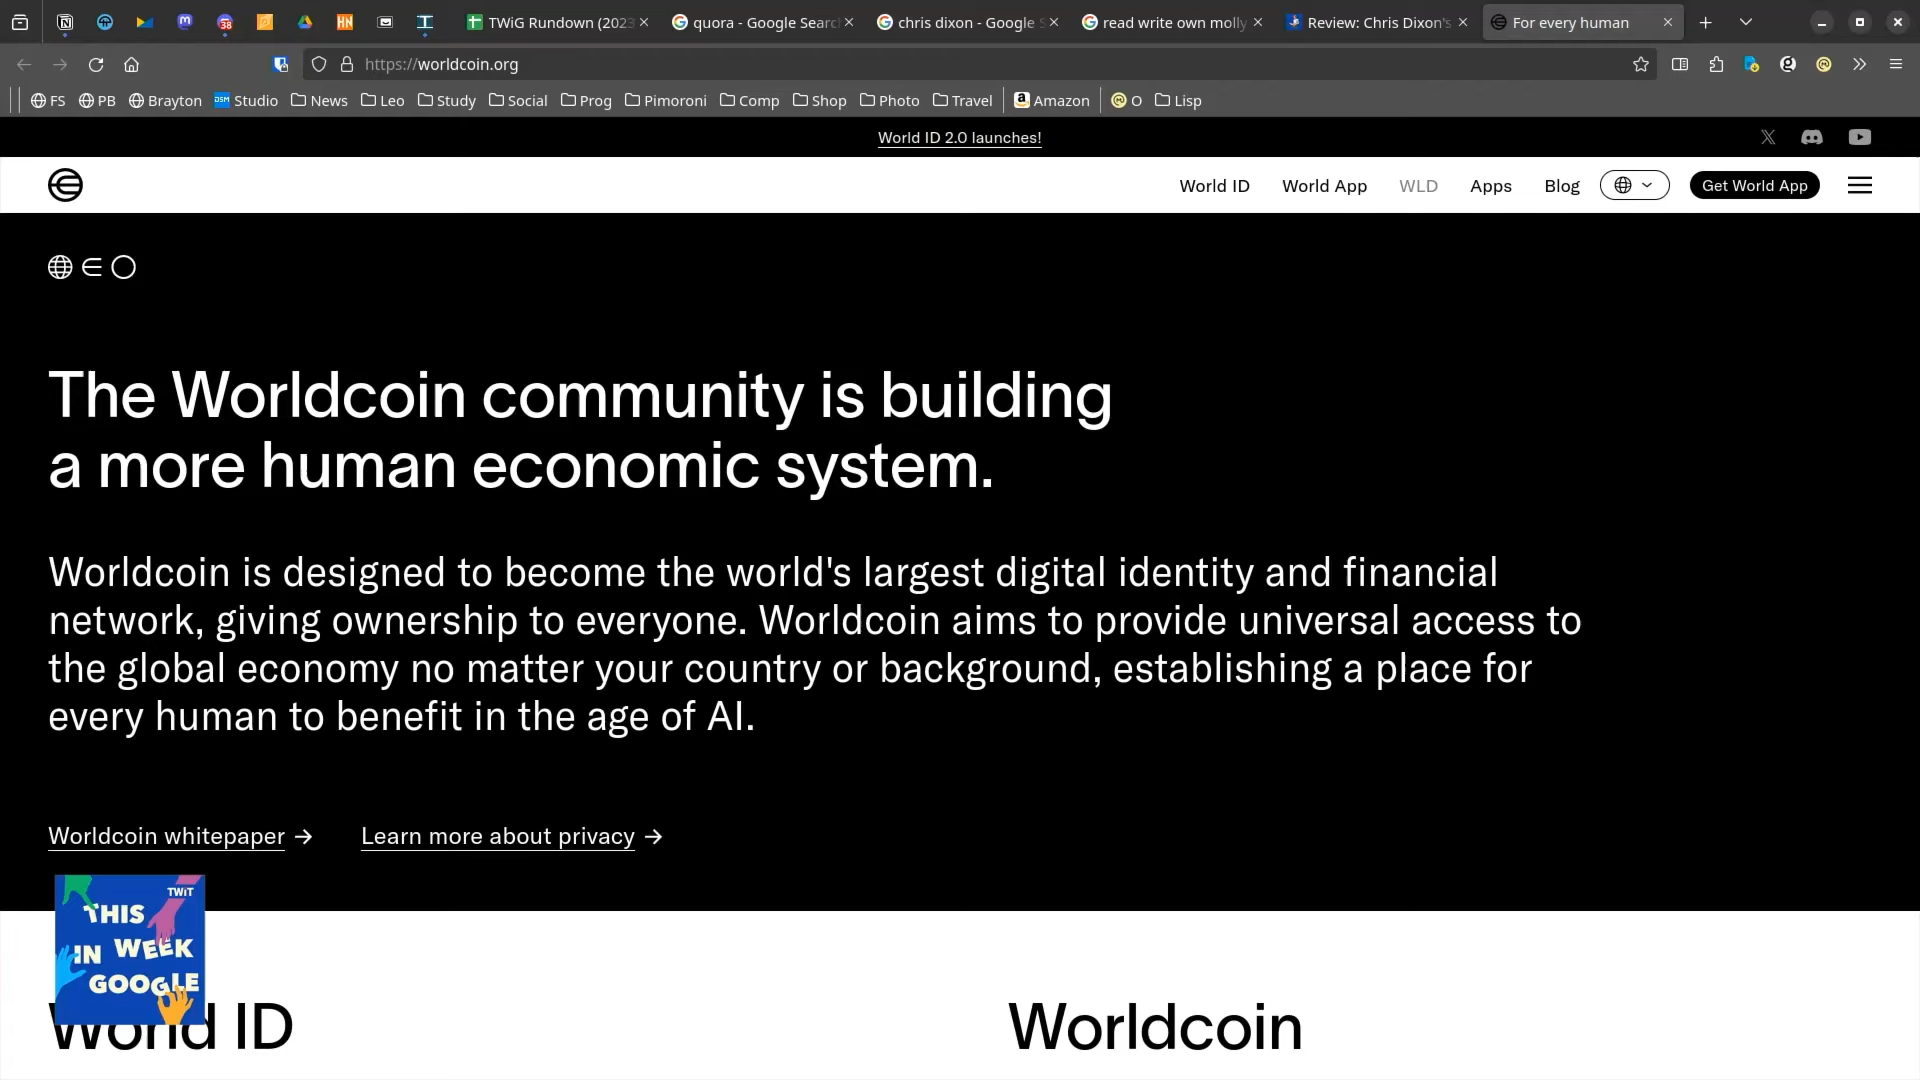 TWiG Rundown (2023
quora - Google Searc
chris dixon - Google S
read write own molly
Review: Chris Dixon's
For every human
https://worldcoin.org
FS
PB
Brayton
DSM Studio
News
Leo
Study
Social
Prog
Pimoroni
Comp
Shop
Photo
Travel
Amazon
O
Lisp
World ID 2.0 launches!
World ID
World App
WLD
Apps
Blog
Get World App
The Worldcoin community is building
a more human economic system.
Worldcoin is designed to become the world's largest digital identity and financial
network, giving ownership to everyone. Worldcoin aims to provide universal access to
the global economy no matter your country or background, establishing a place for
every human to benefit in the age of AI.
Worldcoin whitepaper →
Learn more about privacy →
TWiT
THIS
IN WEEK
GOOGLE
World ID
Worldcoin